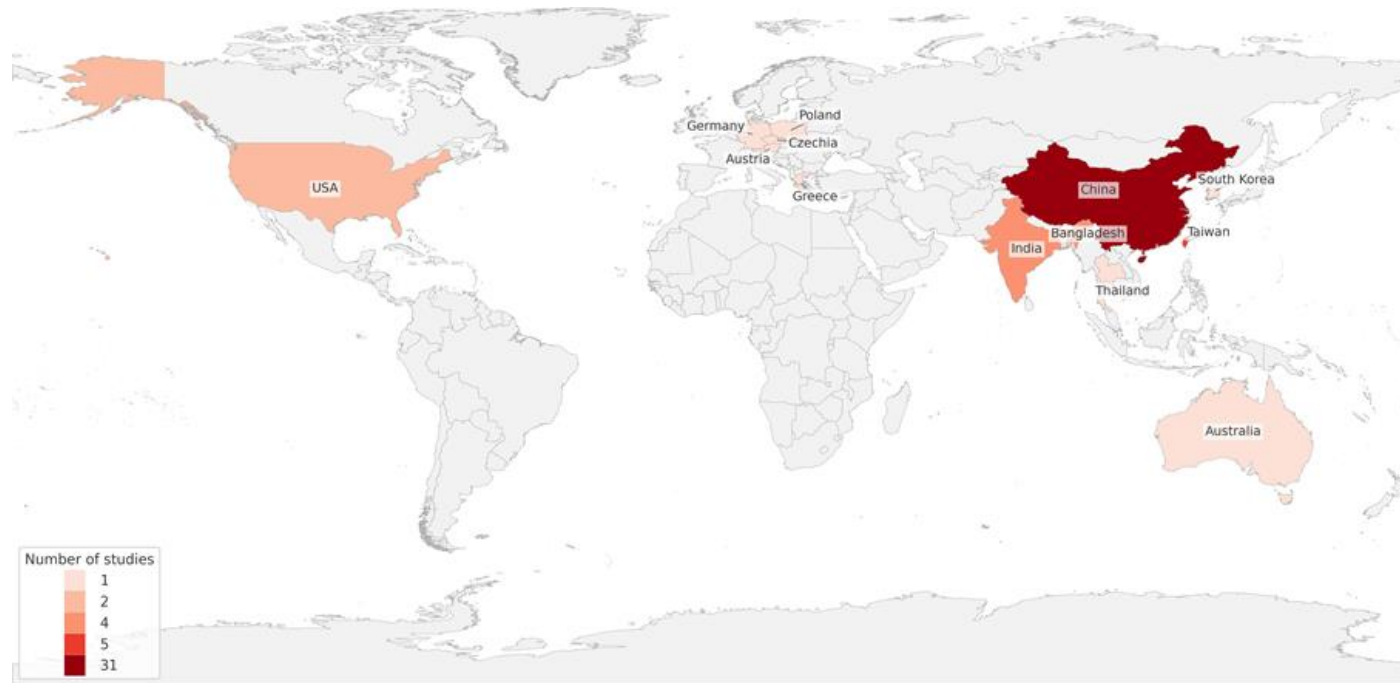 Poland
Germany
Czechia
Austria
Greece
USA
China
South Korea
Bangladesh
Taiwan
India
Thailand
Australia
Number of studies
1
2
4
5
31